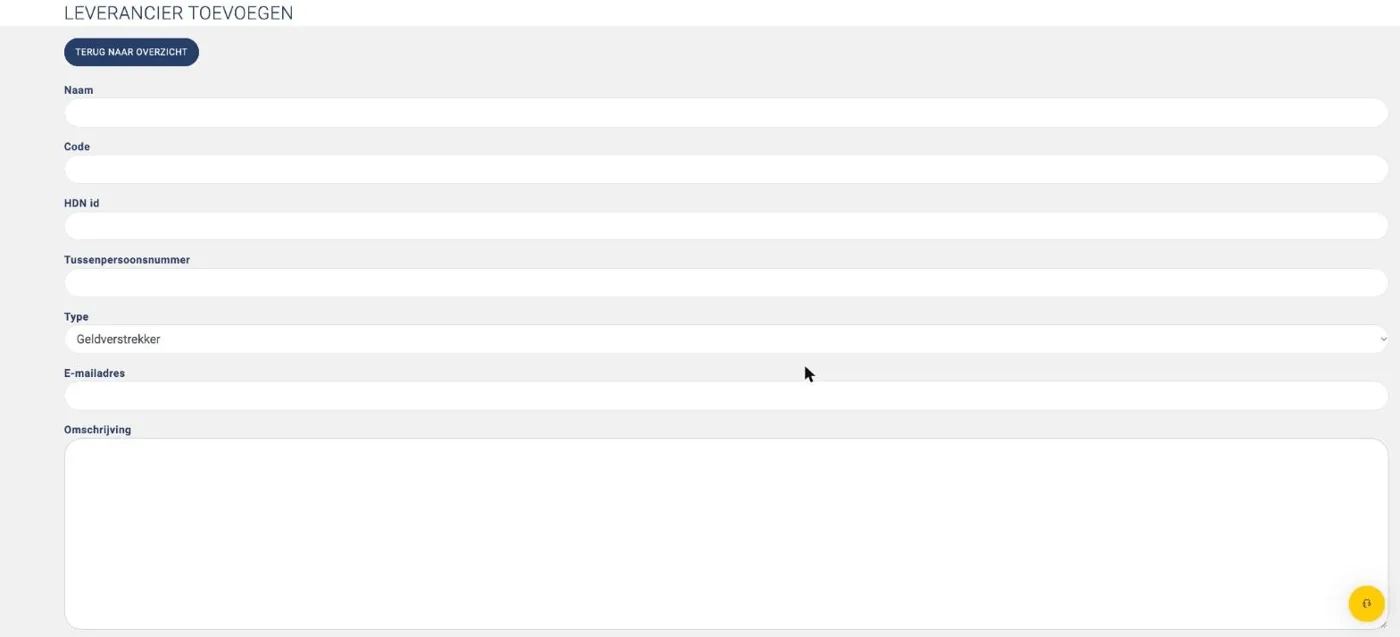 LEVERANCIER TOEVOEGEN
TERUG NAAR OVERZICHT
Naam
Code
HDN id
Tussenpersoonsnummer
Type
Geldverstrekker
E-mailadres
Omschrijving